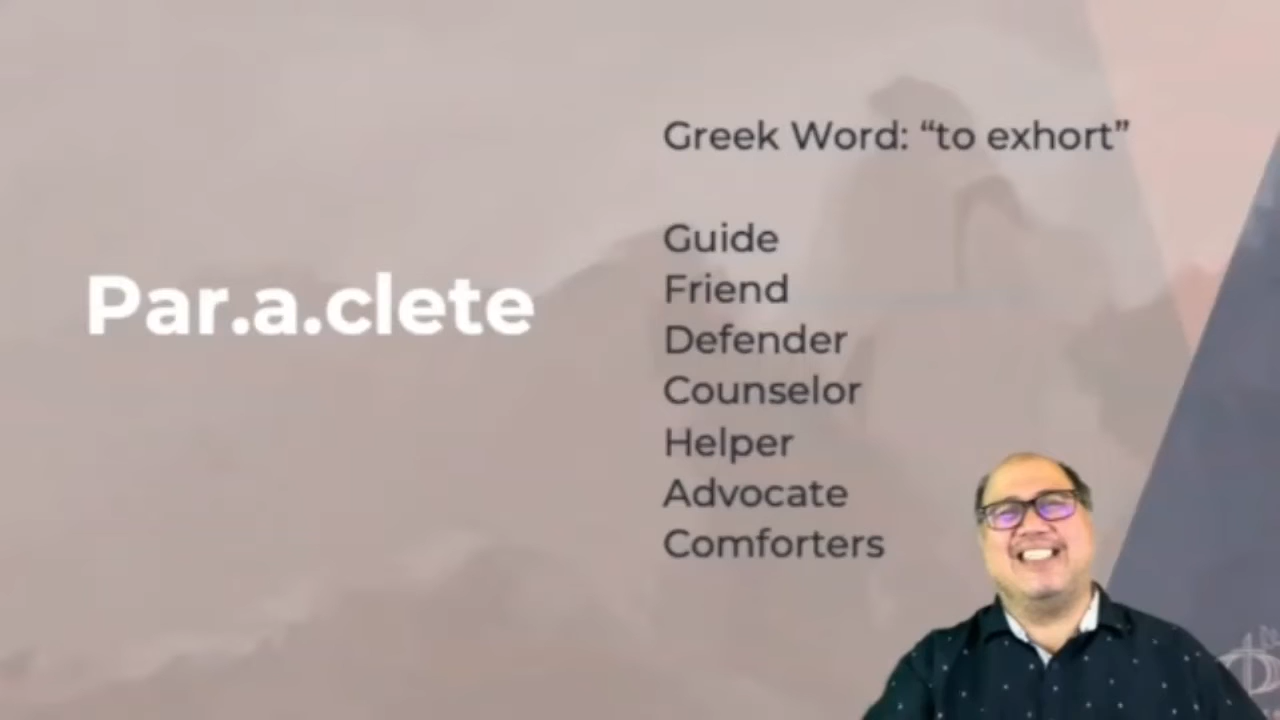 Par.a.clete
Greek Word: “to exhort”
Guide
Friend
Defender
Counselor
Helper
Advocate
Comforters